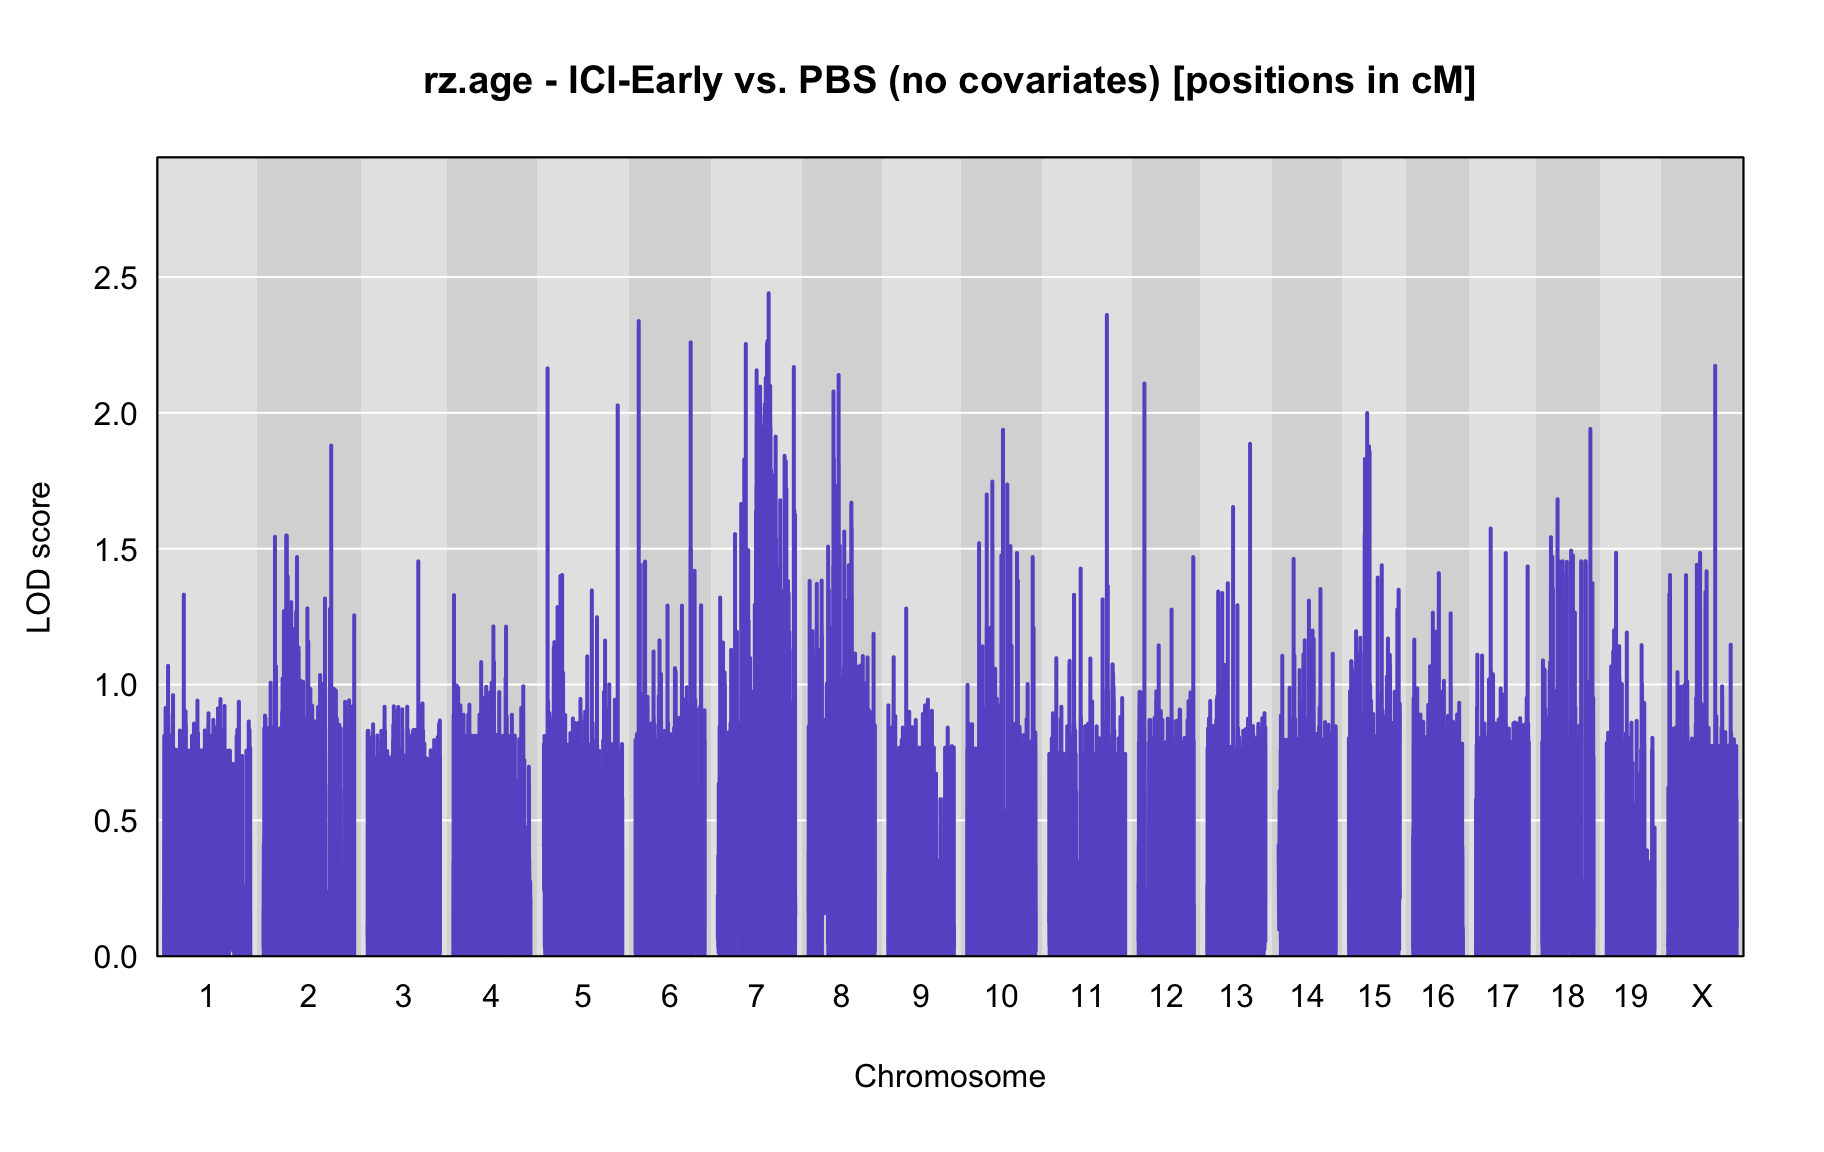 rz.age - ICI-Early vs. PBS (no covariates) [positions in cM]
2.5
2.0
1.5
1.0
0.5
0.0
LOD score
1 2 3 4 5 6 7 8 9 10 11 12 13 14 15 16 17 18 19 X
Chromosome